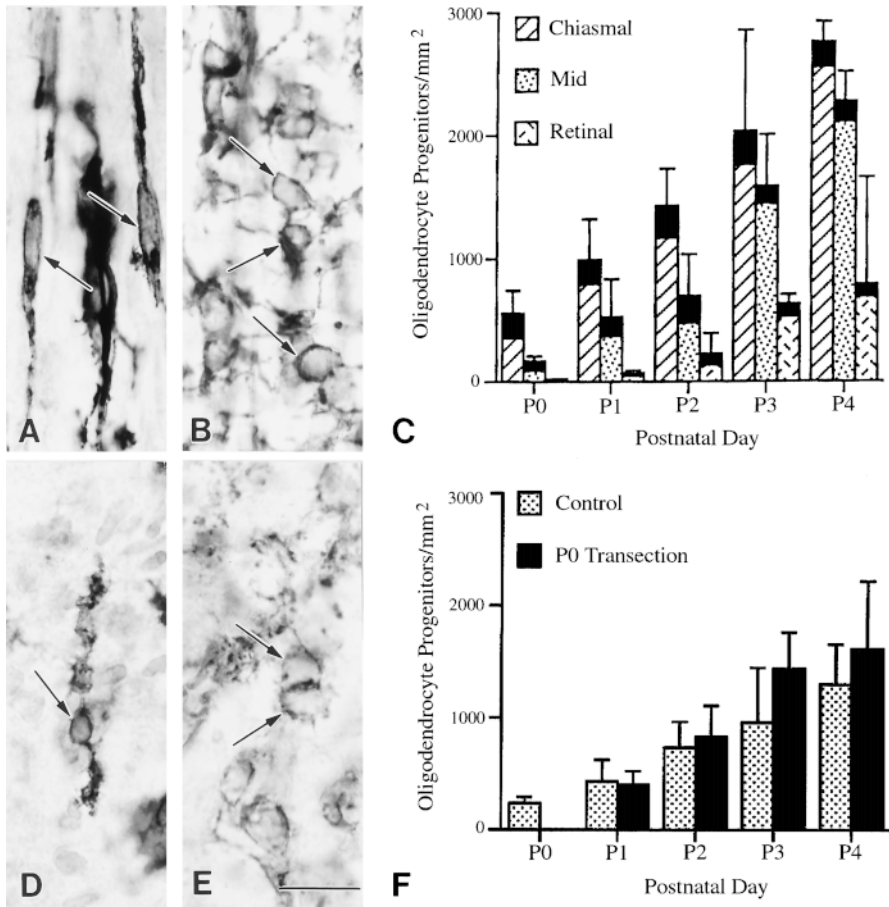 A
B
3000
2000
1000
0
Oligodendrocyte Progenitors/mm2
Chiasmal
Mid
Retinal
P0 P1 P2 P3 P4
Postnatal Day
C
D
E
3000
2000
1000
0
Oligodendrocyte Progenitors/mm2
Control
P0 Transection
P0 P1 P2 P3 P4
Postnatal Day
F